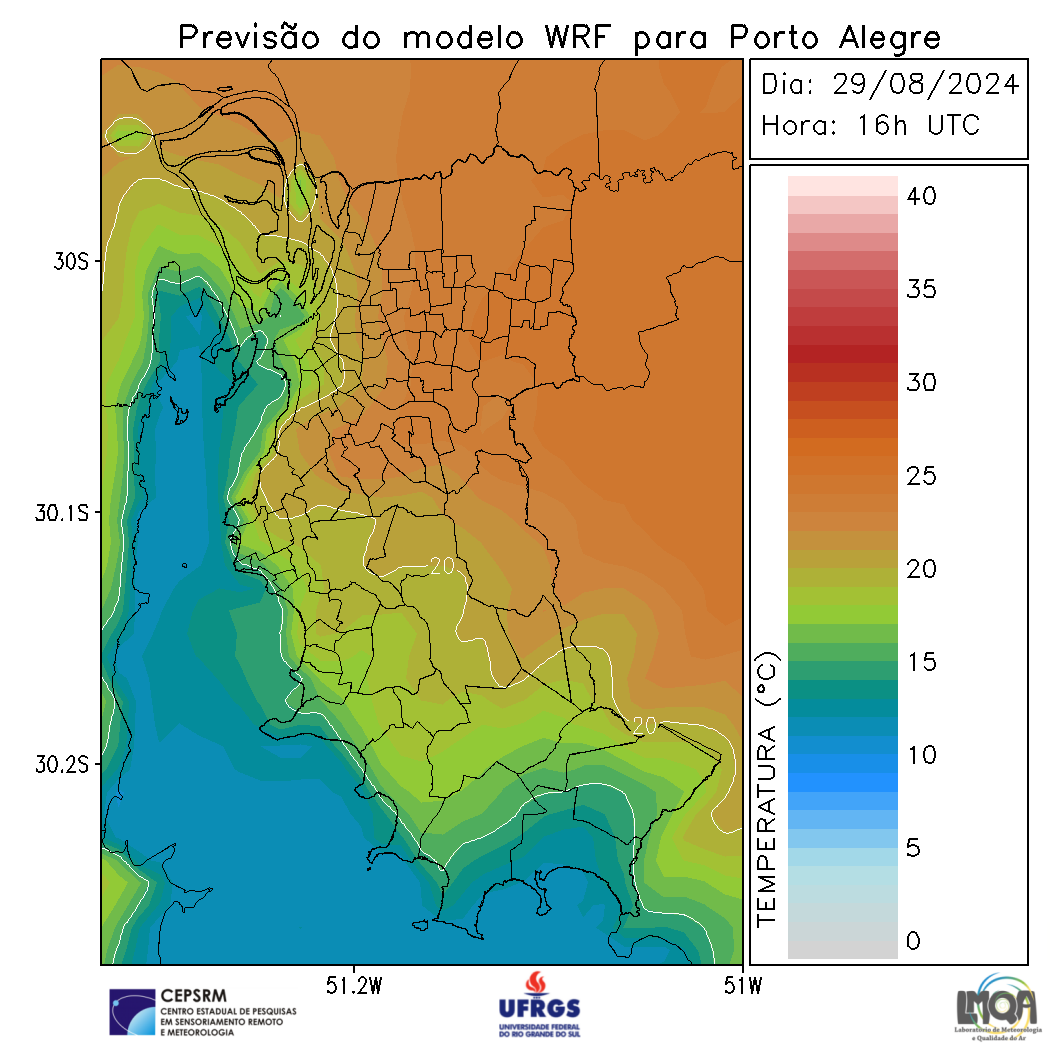 Previsão do modelo WRF para Porto Alegre
Dia: 29/08/2024
Hora: 16h UTC
40
35
30
25
20
15
10
5
0
TEMPERATURA (°C)
30S
30.1S
30.2S
20
20
51.2W
51W
CEPSRM
CENTRO ESTADUAL DE PESQUISAS
EM SENSORIAMENTO REMOTO
E METEOROLOGIA
UFRGS
UNIVERSIDADE FEDERAL
DO RIO GRANDE DO SUL
LMQA
Laboratório de Meteorologia
e Qualidade do Ar